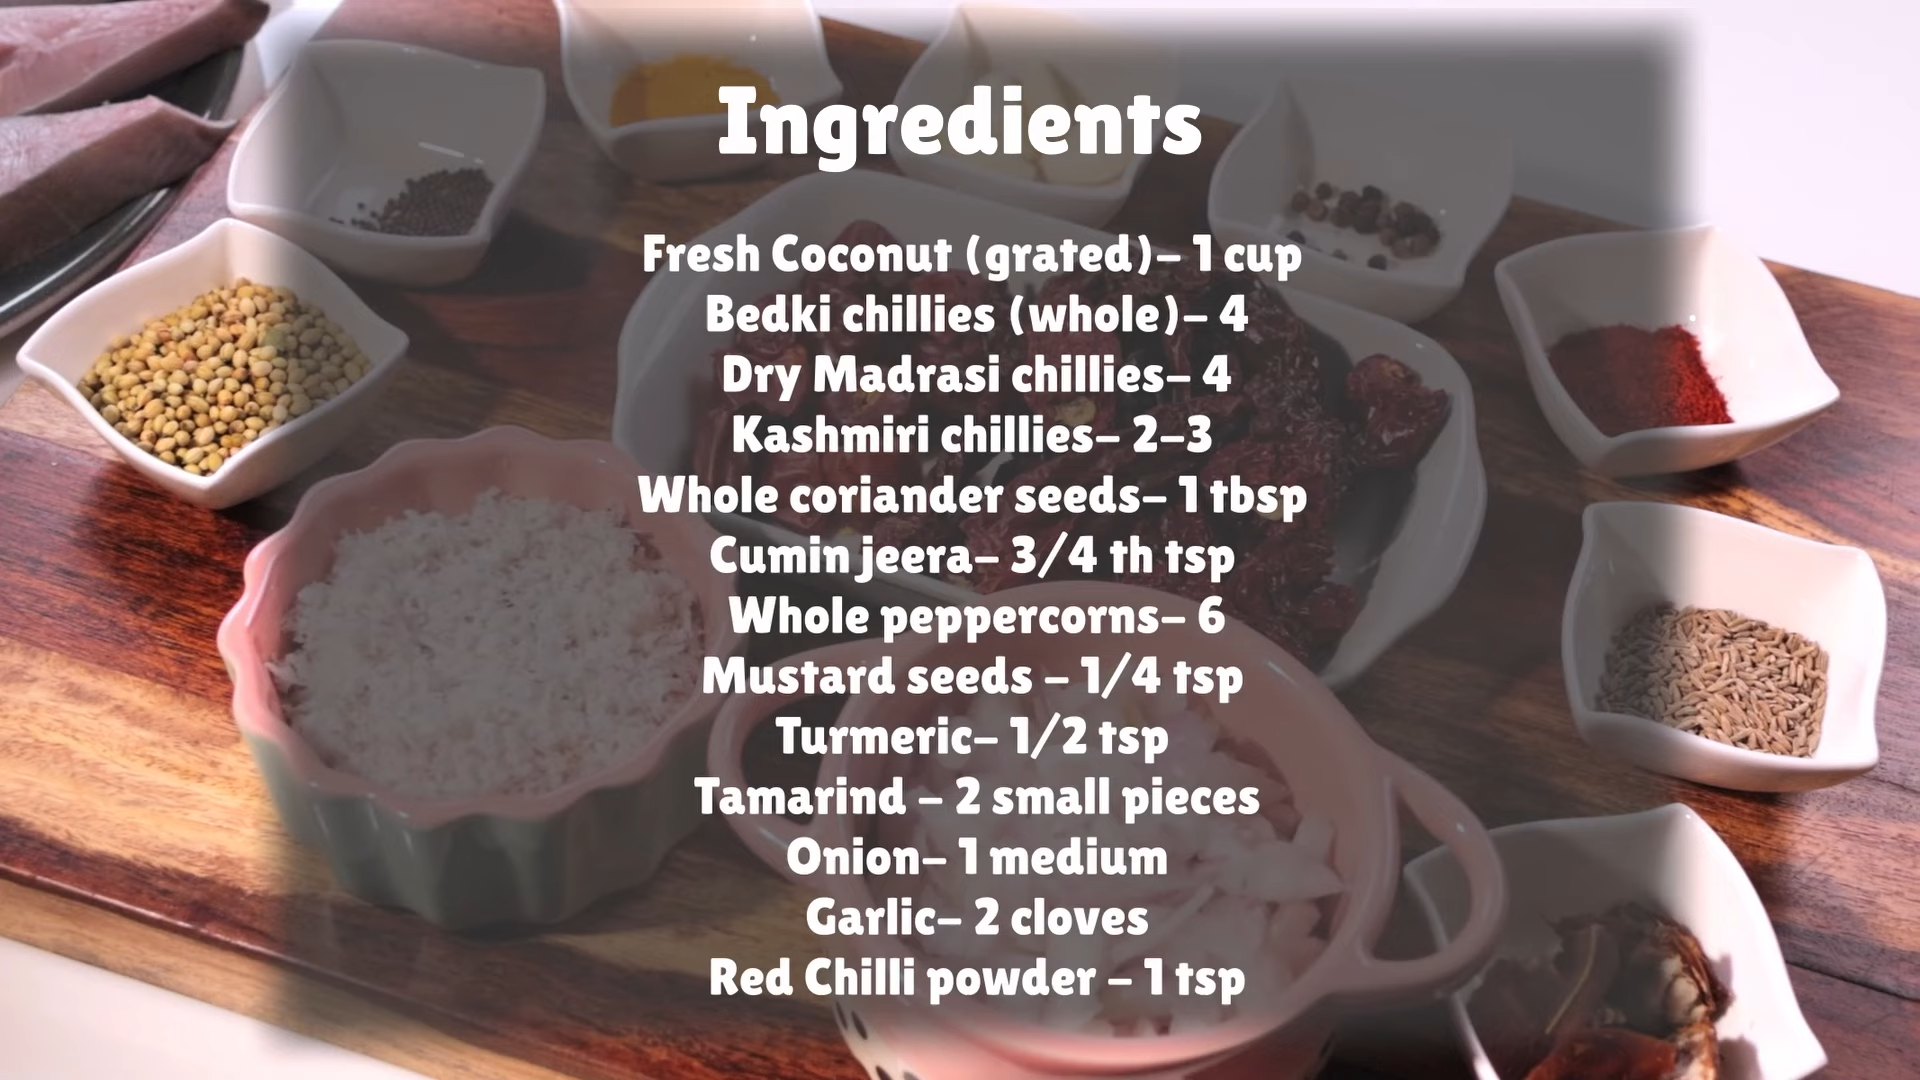 Ingredients
Fresh Coconut (grated)- 1 cup
Bedki chillies (whole)- 4
Dry Madrasi chillies- 4
Kashmiri chillies- 2-3
Whole coriander seeds- 1 tbsp
Cumin jeera- 3/4 th tsp
Whole peppercorns- 6
Mustard seeds - 1/4 tsp
Turmeric- 1/2 tsp
Tamarind - 2 small pieces
Onion- 1 medium
Garlic- 2 cloves
Red Chilli powder - 1 tsp